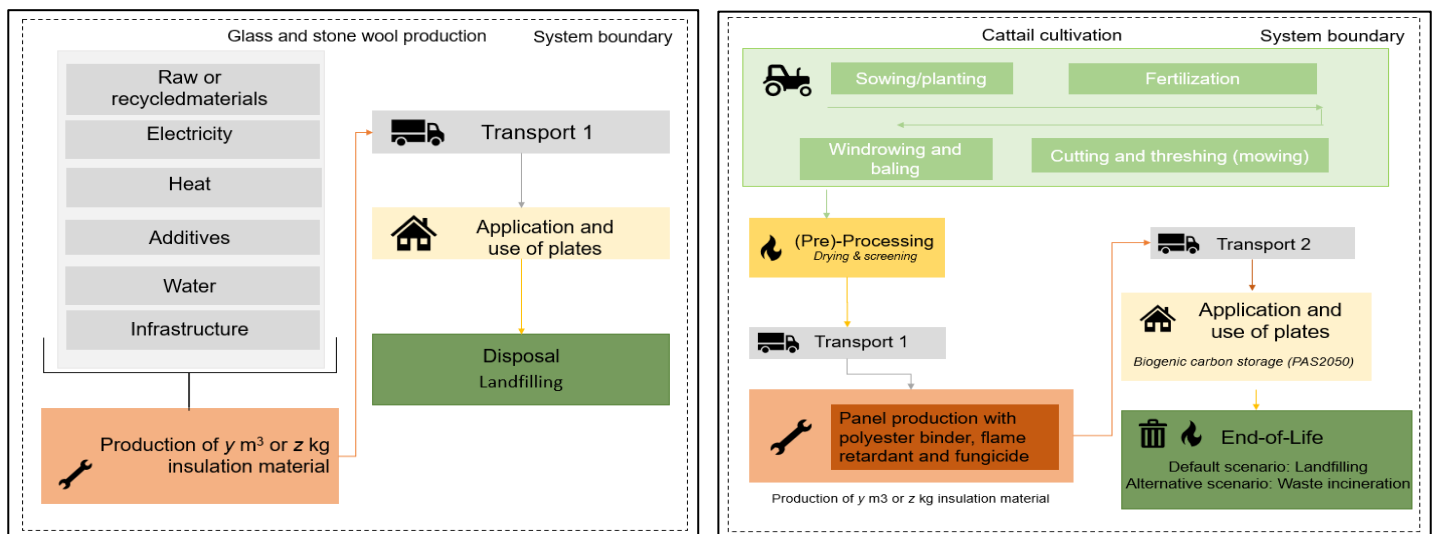 Glass and stone wool production
System boundary
Raw or
recycledmaterials
Electricity
Heat
Additives
Water
Infrastructure
Production of y m³ or z kg
insulation material
Transport 1
Application and
use of plates
Disposal
Landfilling
Cattail cultivation
System boundary
Sowing/planting
Fertilization
Windrowing and
baling
Cutting and threshing (mowing)
(Pre)-Processing
Drying & screening
Transport 1
Panel production with
polyester binder, flame
retardant and fungicide
Production of y m3 or z kg insulation material
Transport 2
Application and
use of plates
Biogenic carbon storage (PAS2050)
End-of-Life
Default scenario: Landfilling
Alternative scenario: Waste incineration